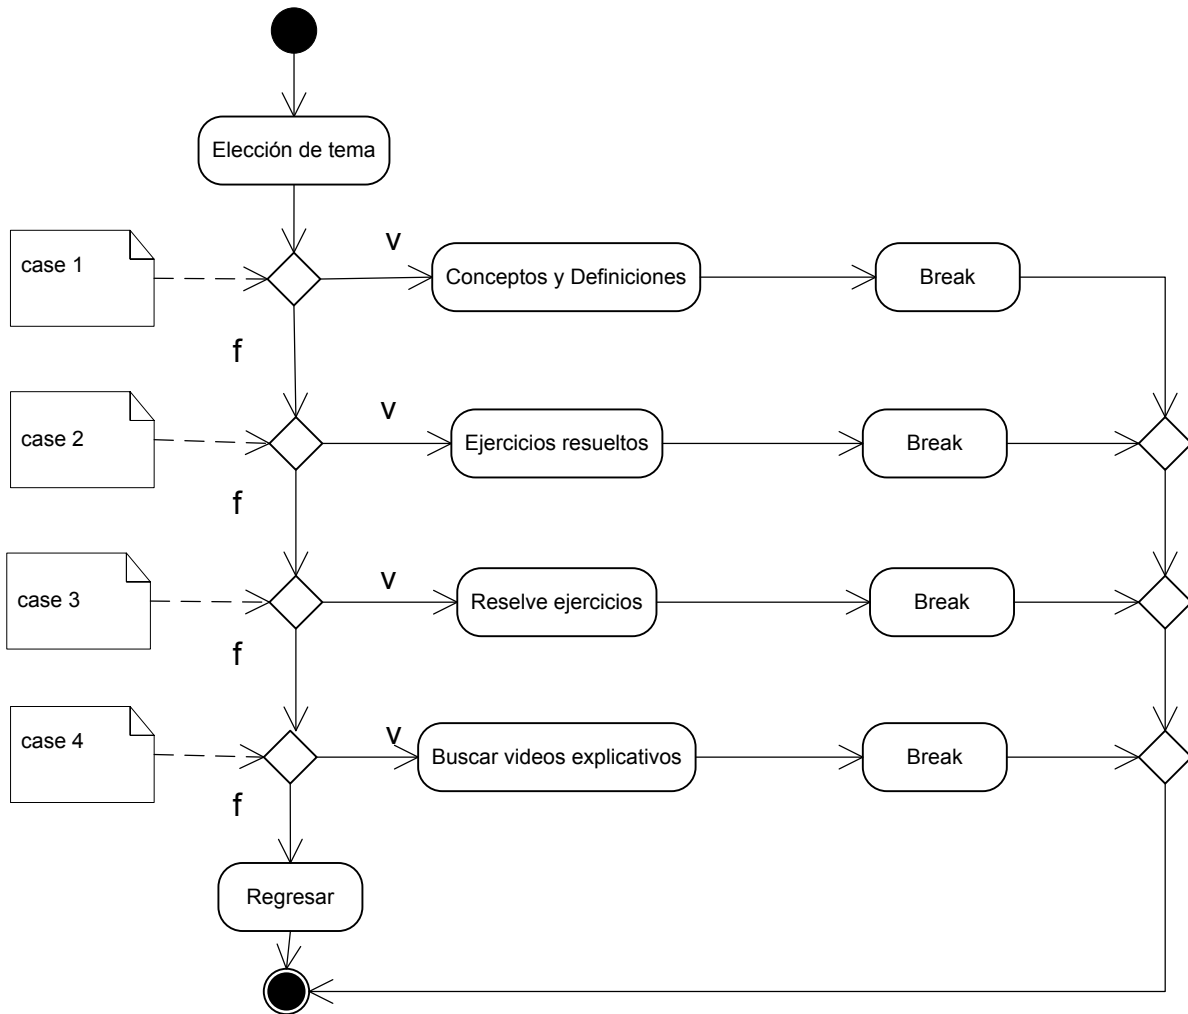 Elección de tema
case 1
v
Conceptos y Definiciones
Break
f
case 2
v
Ejercicios resueltos
Break
f
case 3
v
Reselve ejercicios
Break
f
case 4
v
Buscar videos explicativos
Break
f
Regresar